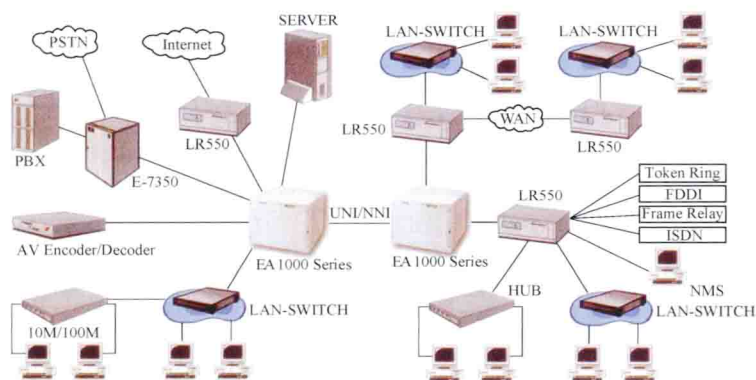 SERVER
PSTN
Internet
LAN-SWITCH
LAN-SWITCH
LR550
WAN
LR550
LR550
PBX
E-7350
Token Ring
FDDI
Frame Relay
ISDN
LR550
UNI/NNI
AV Encoder/Decoder
EA1000 Series
EA1000 Series
HUB
NMS
LAN-SWITCH
LAN-SWITCH
10M/100M